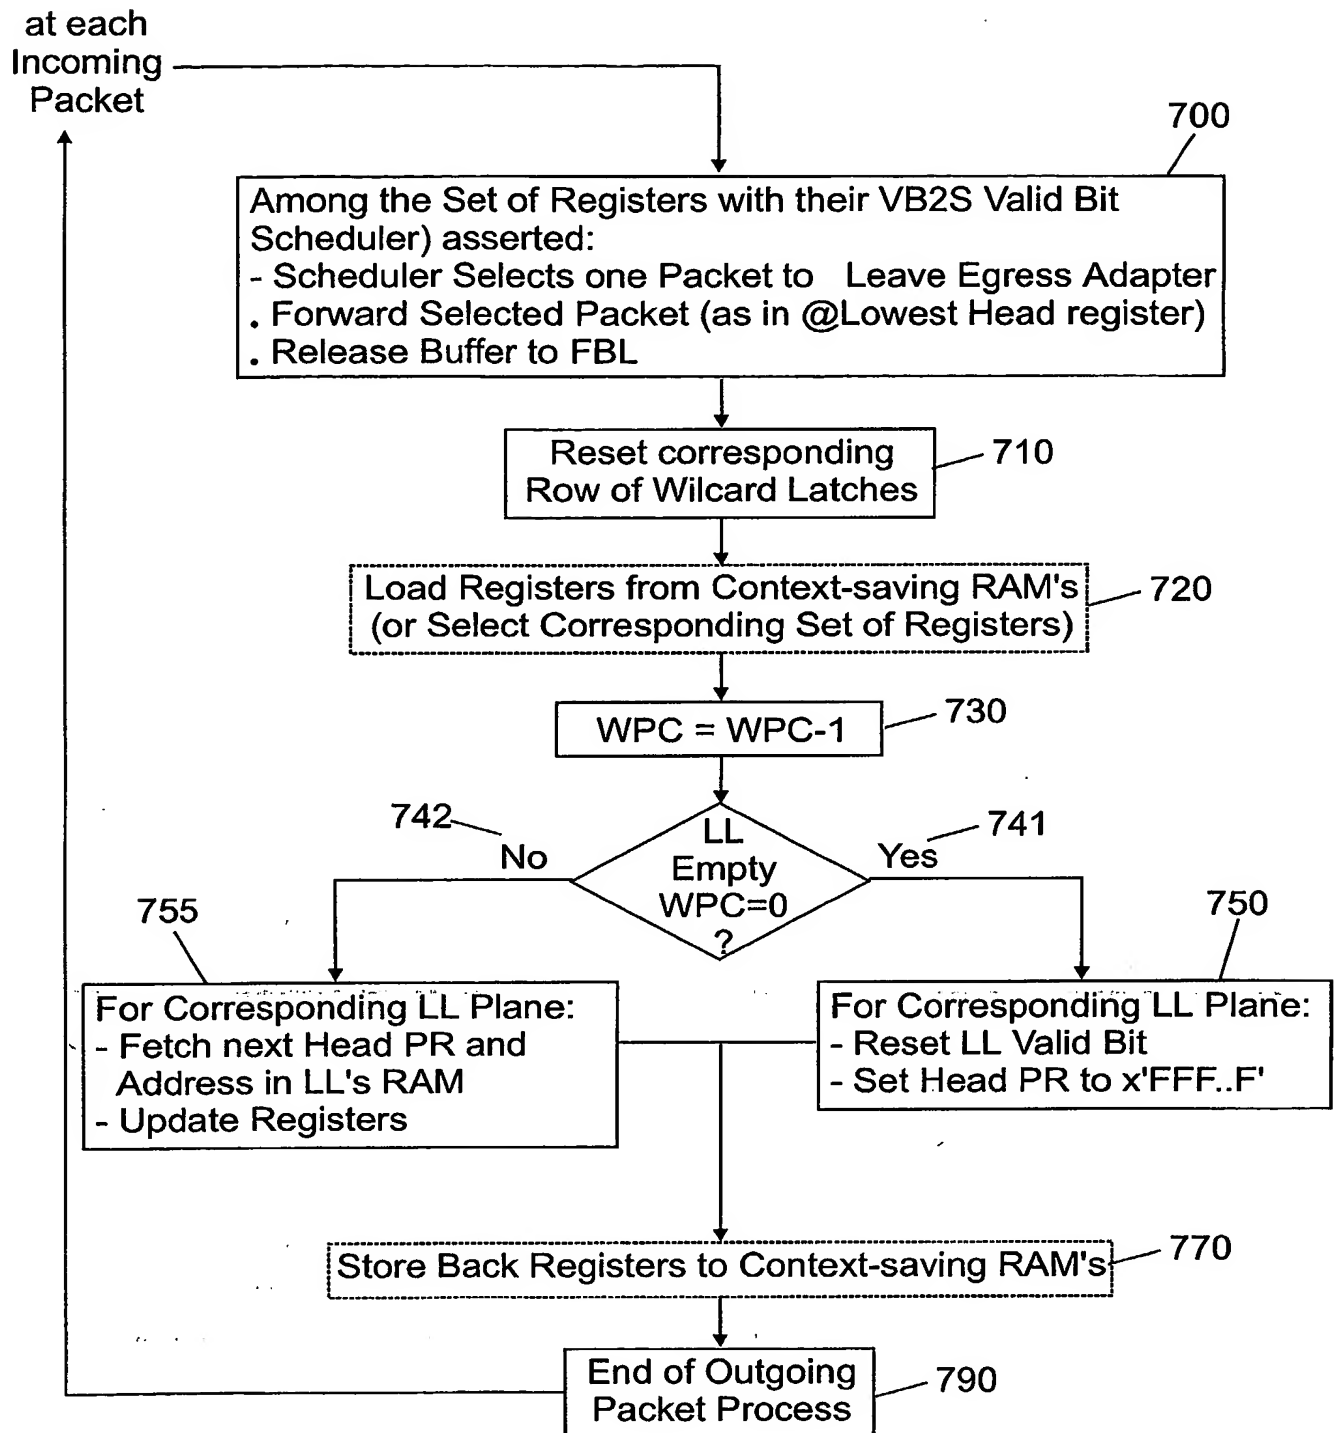 at each
Incoming
Packet
700
Among the Set of Registers with their VB2S Valid Bit
Scheduler) asserted:
- Scheduler Selects one Packet to Leave Egress Adapter
. Forward Selected Packet (as in @Lowest Head register)
. Release Buffer to FBL
Reset corresponding
Row of Wilcard Latches
710
Load Registers from Context-saving RAM's
(or Select Corresponding Set of Registers)
720
WPC = WPC-1
730
742
No
LL
Empty
WPC=0
?
741
Yes
755
For Corresponding LL Plane:
- Fetch next Head PR and
Address in LL's RAM
- Update Registers
750
For Corresponding LL Plane:
- Reset LL Valid Bit
- Set Head PR to x'FFF..F'
Store Back Registers to Context-saving RAM's
770
End of Outgoing
Packet Process
790